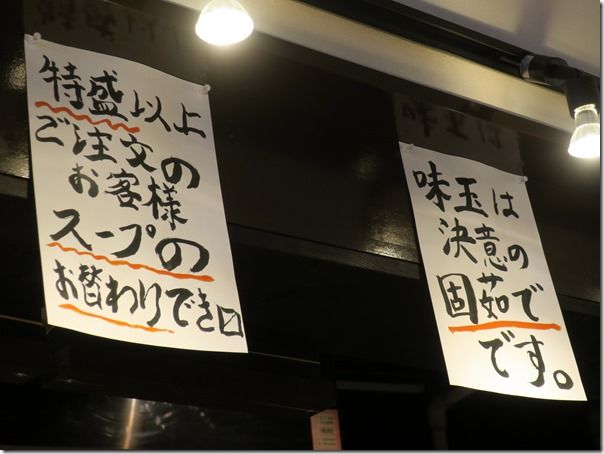 特盛以上
ご注文の
お客様
スープの
お替わりでき〼
味玉は
決意の
固茹で
です。